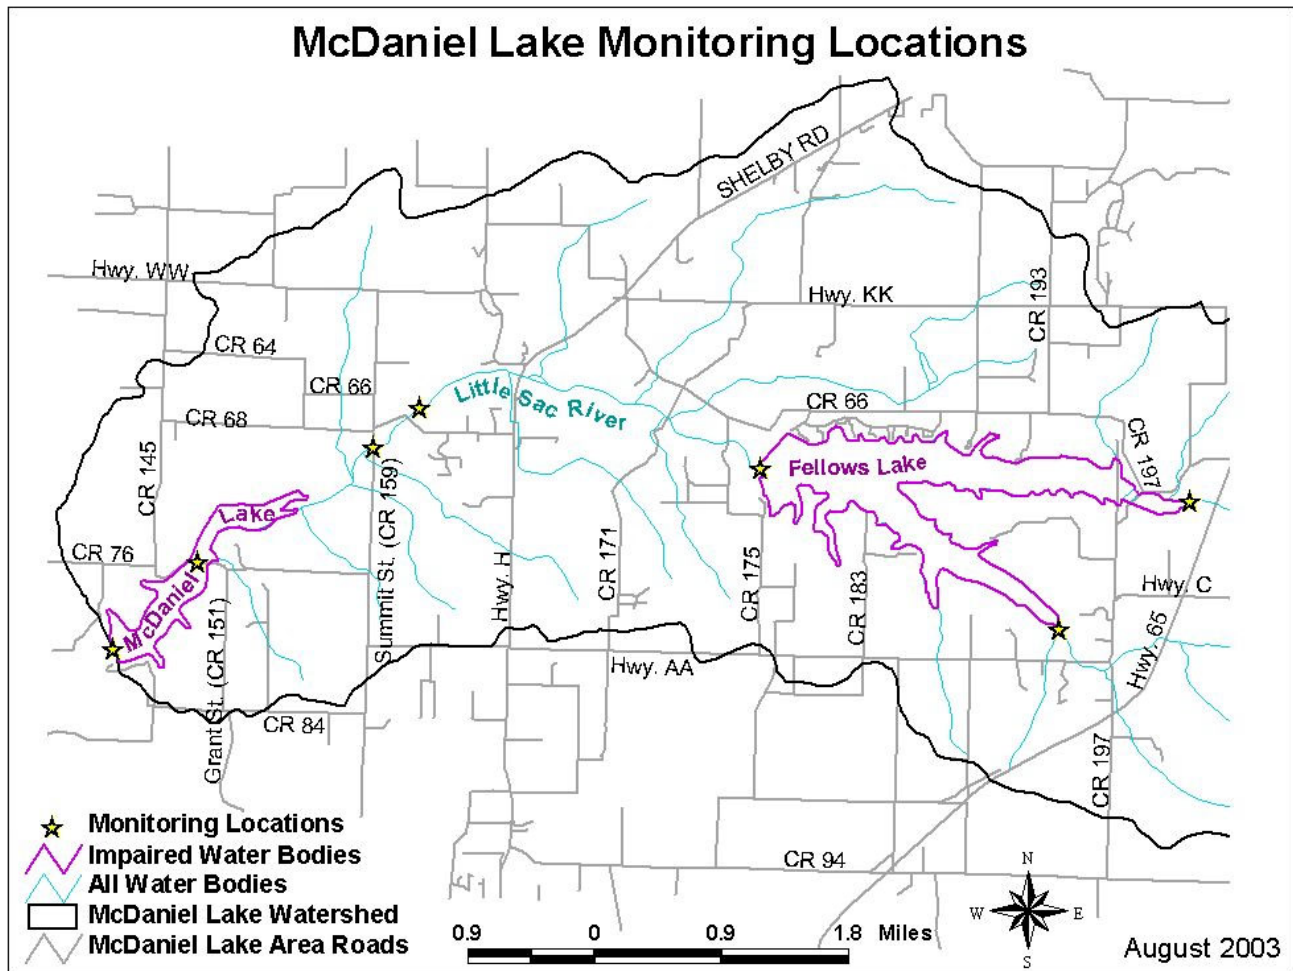 McDaniel Lake Monitoring Locations
SHELBY RD
Hwy. WW
Hwy. KK
CR 193
CR 64
CR 66
Little Sac River
CR 66
CR 68
CR 145
CR 197
Fellows Lake
Lake
McDaniel
CR 76
Summit St. (CR 159)
Hwy. H
CR 171
CR 175
CR 183
Hwy. C
Hwy. 65
Grant St. (CR 151)
Hwy. AA
CR 84
CR 197
CR 94
Monitoring Locations
Impaired Water Bodies
All Water Bodies
McDaniel Lake Watershed
McDaniel Lake Area Roads
0.9 0 0.9 1.8 Miles
N
W E
S
August 2003